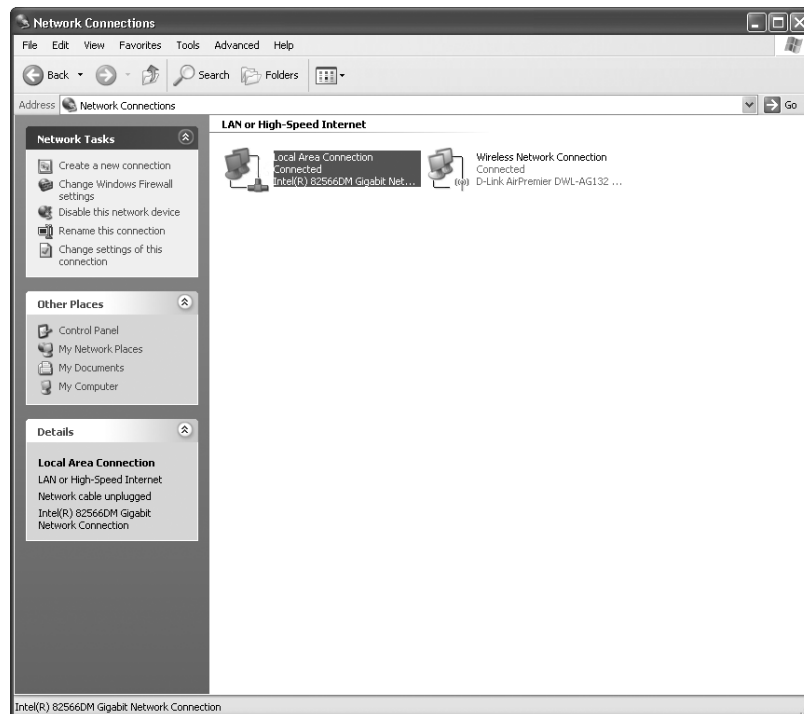 Network Connections
File Edit View Favorites Tools Advanced Help
Back Search Folders
Address Network Connections Go
Network Tasks
Create a new connection
Change Windows Firewall
settings
Disable this network device
Rename this connection
Change settings of this
connection
Other Places
Control Panel
My Network Places
My Documents
My Computer
Details
Local Area Connection
LAN or High-Speed Internet
Network cable unplugged
Intel(R) 82566DM Gigabit
Network Connection
LAN or High-Speed Internet
Local Area Connection
Connected
Intel(R) 82566DM Gigabit Net...
Wireless Network Connection
Connected
D-Link AirPremier DWL-AG132 ...
Intel(R) 82566DM Gigabit Network Connection